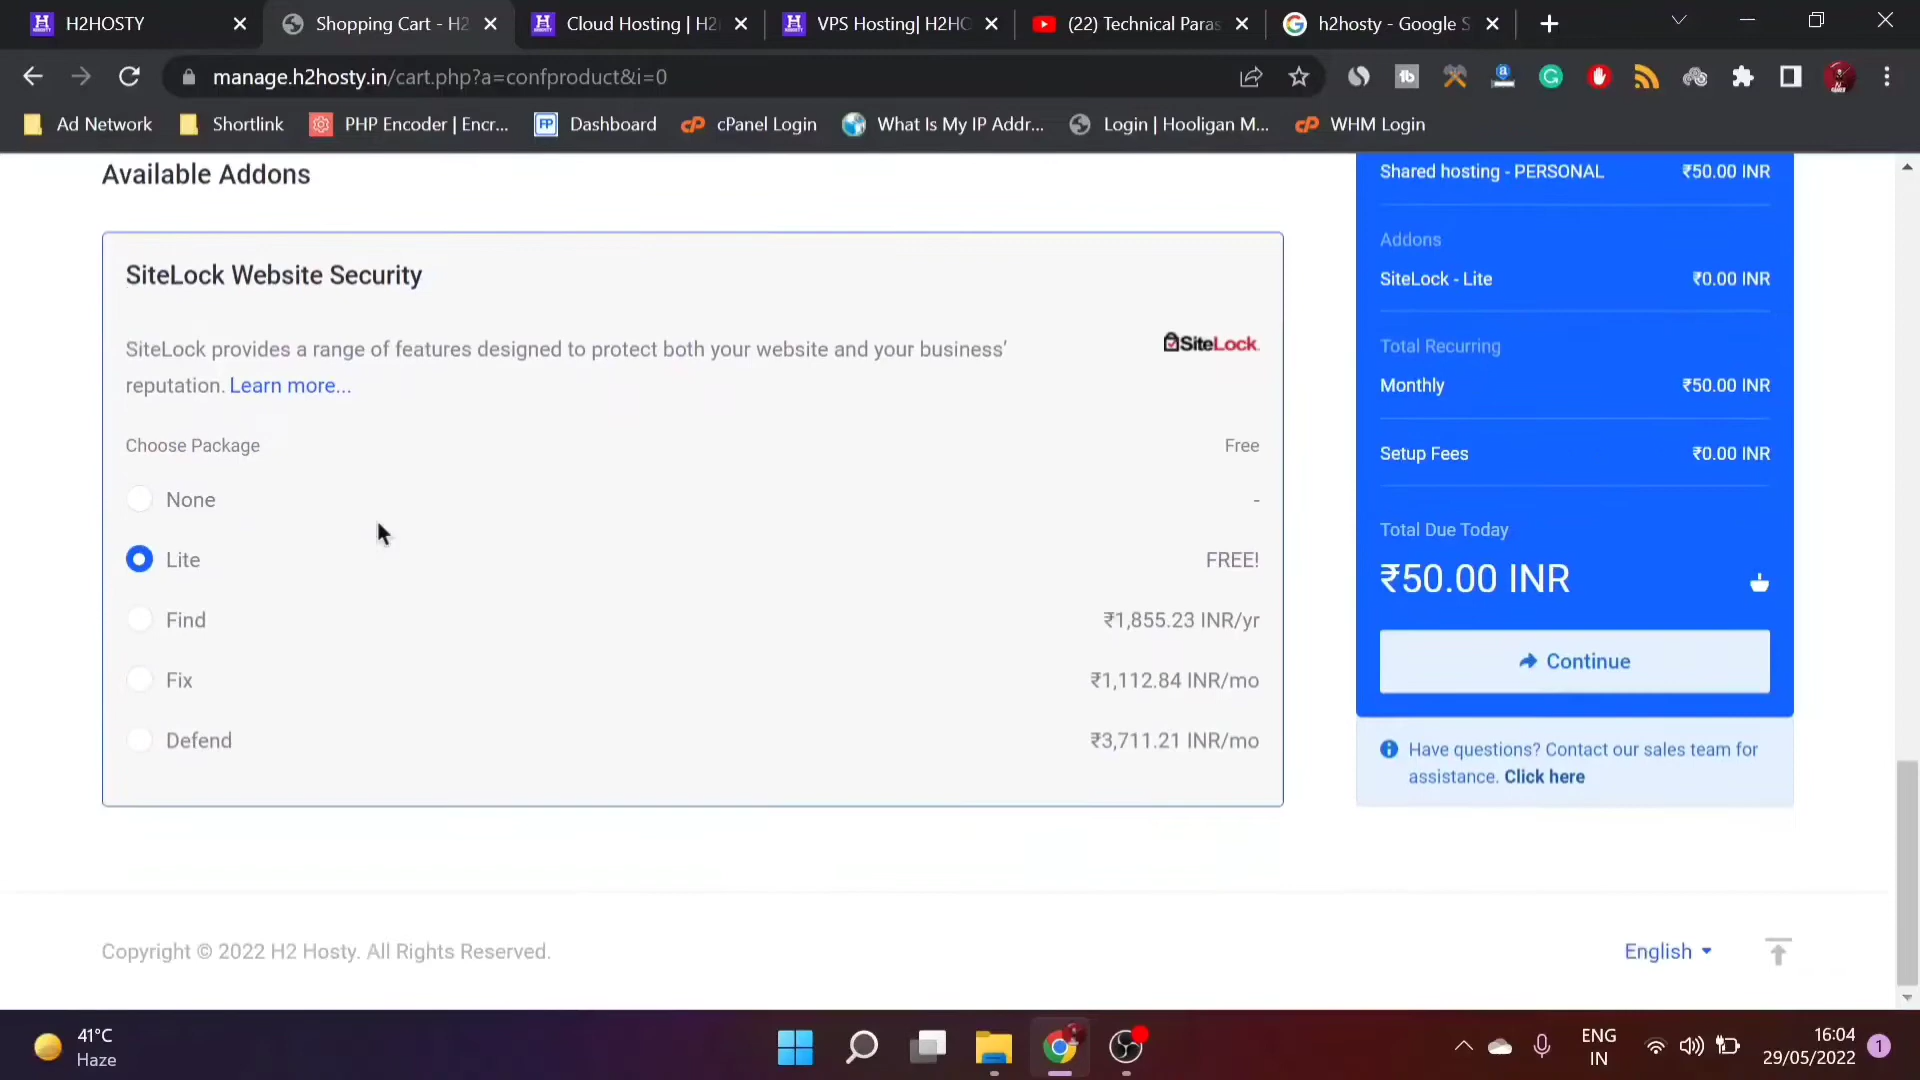 H2HOSTY
Shopping Cart - H2
Cloud Hosting | H2
VPS Hosting| H2HC
(22) Technical Paras
h2hosty - Google S
manage.h2hosty.in/cart.php?a=confproduct&i=0
Ad Network
Shortlink
PHP Encoder | Encr...
Dashboard
cPanel Login
What Is My IP Addr...
Login | Hooligan M...
WHM Login
Available Addons
SiteLock Website Security
SiteLock provides a range of features designed to protect both your website and your business'
reputation. Learn more...
SiteLock
Choose Package Free
None -
Lite FREE!
Find ₹1,855.23 INR/yr
Fix ₹1,112.84 INR/mo
Defend ₹3,711.21 INR/mo
Shared hosting - PERSONAL ₹50.00 INR
Addons
SiteLock - Lite ₹0.00 INR
Total Recurring
Monthly ₹50.00 INR
Setup Fees ₹0.00 INR
Total Due Today
₹50.00 INR
Continue
Have questions? Contact our sales team for
assistance. Click here
Copyright © 2022 H2 Hosty. All Rights Reserved.
English
41°C
Haze
ENG
IN
16:04
29/05/2022
1